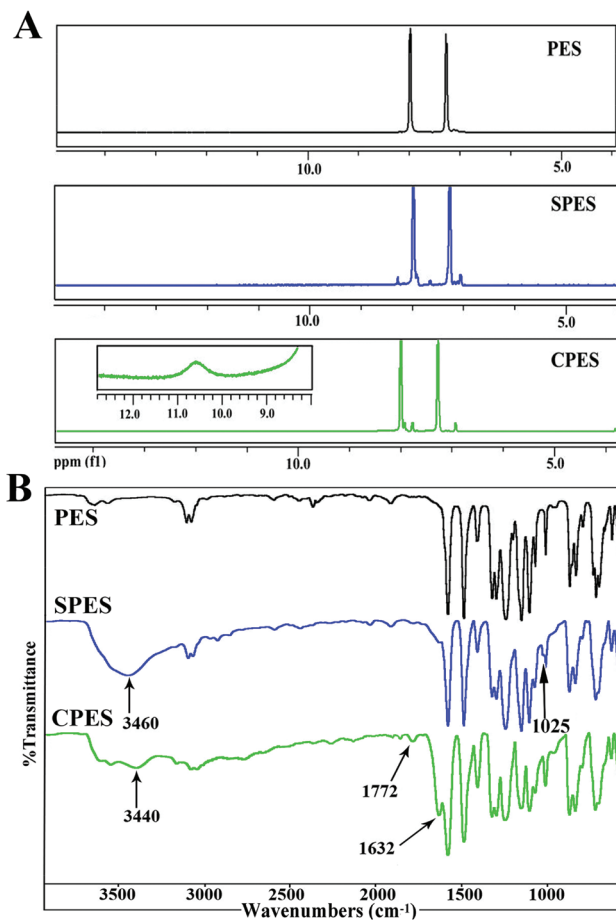 A
PES
10.0 5.0
SPES
10.0 5.0
CPES
12.0 11.0 10.0 9.0
ppm (f1) 10.0 5.0
B
PES
SPES
3460
1025
CPES
3440
1772
1632
%Transmittance
3500 3000 2500 2000 1500 1000
Wavenumbers (cm-1)